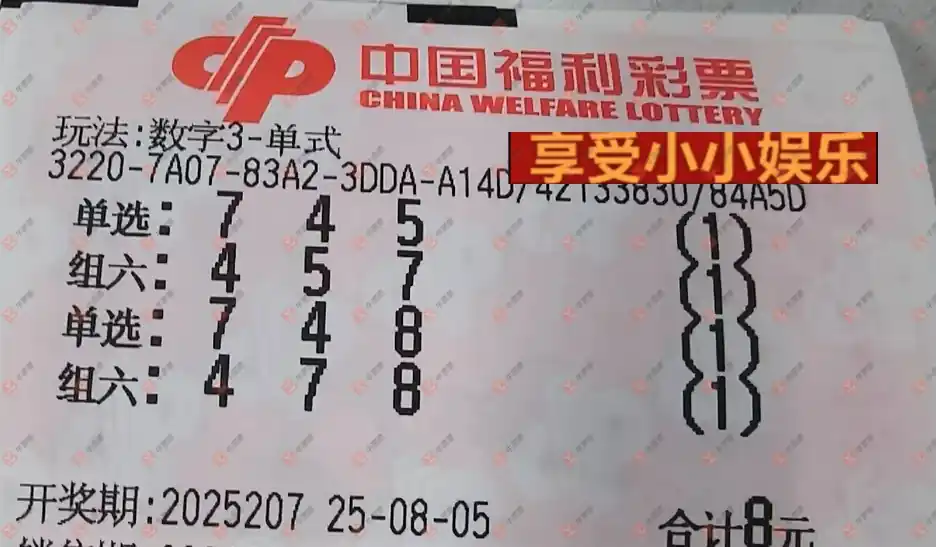 中国福利彩票
CHINA WELFARE LOTTERY
玩法:数字3-单式
享受小小娱乐
3220-7A07-83A2-3DDA-A14D/42133830/84A5D
单选: 7 4 5 (1)
组六: 4 5 7 (1)
单选: 7 4 8 (1)
组六: 4 7 8 (1)
开奖期:2025207 25-08-05 合计8元